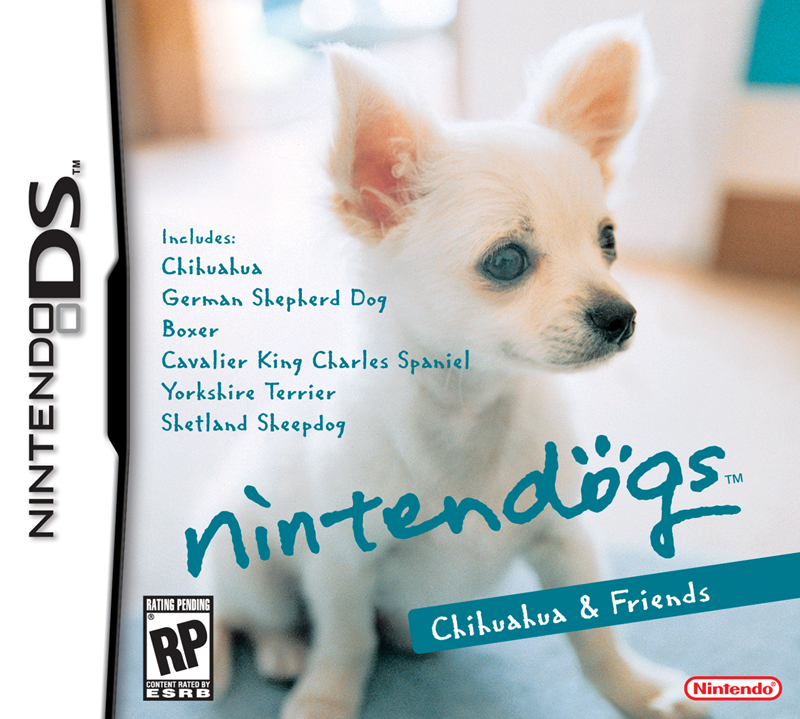 NINTENDO DS™
Includes:
Chihuahua
German Shepherd Dog
Boxer
Cavalier King Charles Spaniel
Yorkshire Terrier
Shetland Sheepdog
nintendögs™
Chihuahua & Friends
RATING PENDING
®
RP
CONTENT RATED BY
ESRB
Nintendo®